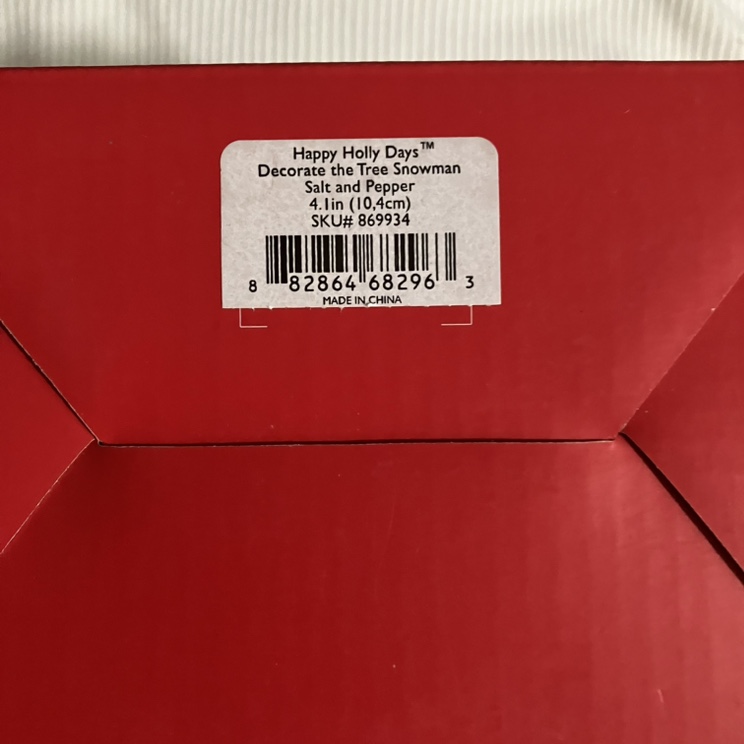 Happy Holly Days™
Decorate the Tree Snowman
Salt and Pepper
4.1in (10,4cm)
SKU# 869934
8 82864 68296 3
MADE IN CHINA